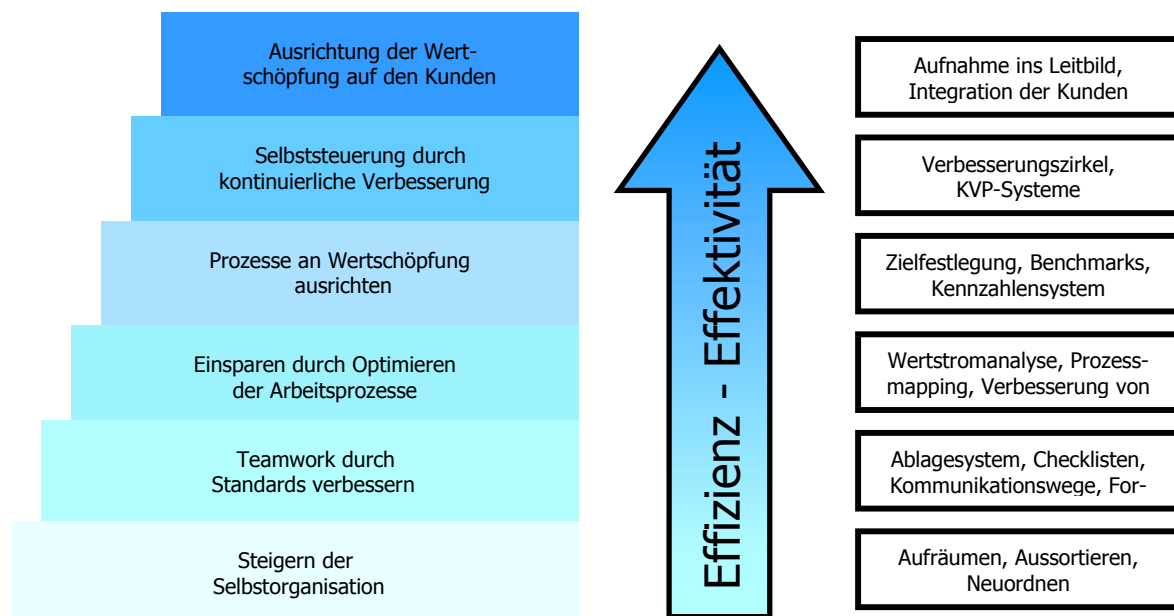 Ausrichtung der Wert-
schöpfung auf den Kunden
Selbststeuerung durch
kontinuierliche Verbesserung
Prozesse an Wertschöpfung
ausrichten
Einsparen durch Optimieren
der Arbeitsprozesse
Teamwork durch
Standards verbessern
Steigern der
Selbstorganisation
Effizienz - Effektivität
Aufnahme ins Leitbild,
Integration der Kunden
Verbesserungszirkel,
KVP-Systeme
Zielfestlegung, Benchmarks,
Kennzahlensystem
Wertstromanalyse, Prozess-
mapping, Verbesserung von
Ablagesystem, Checklisten,
Kommunikationswege, For-
Aufräumen, Aussortieren,
Neuordnen